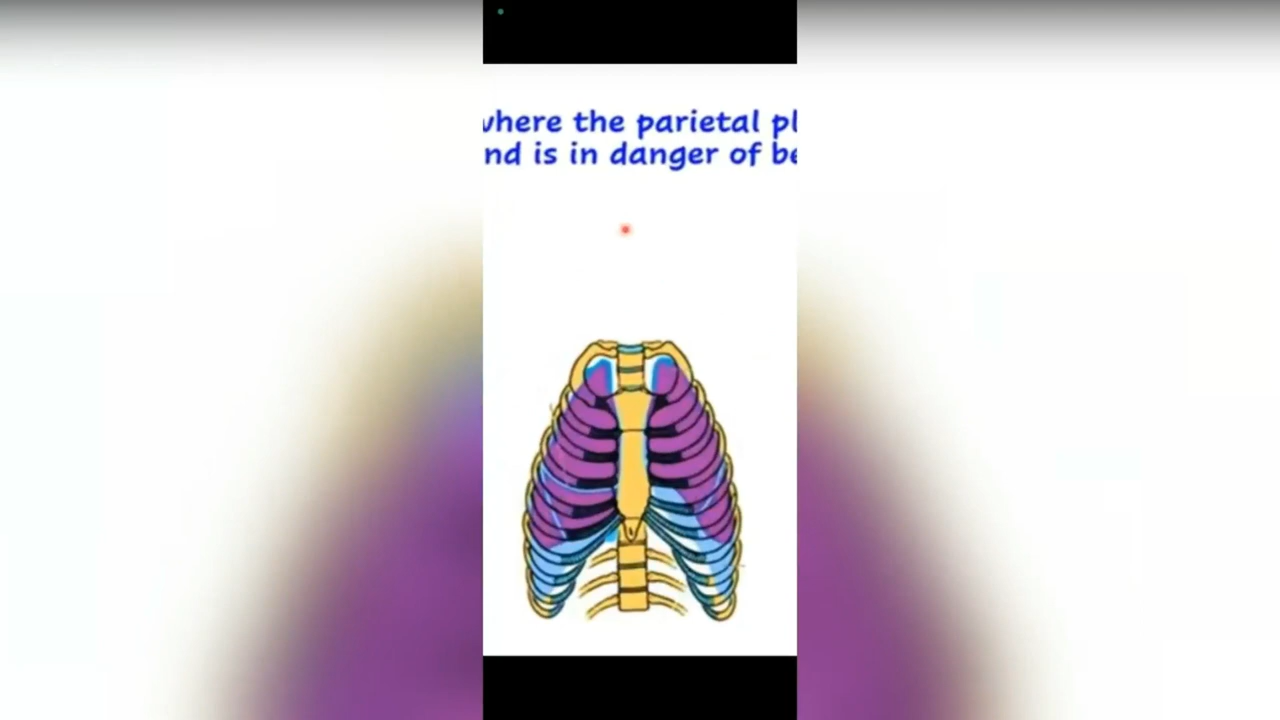 where the parietal pl
nd is in danger of be